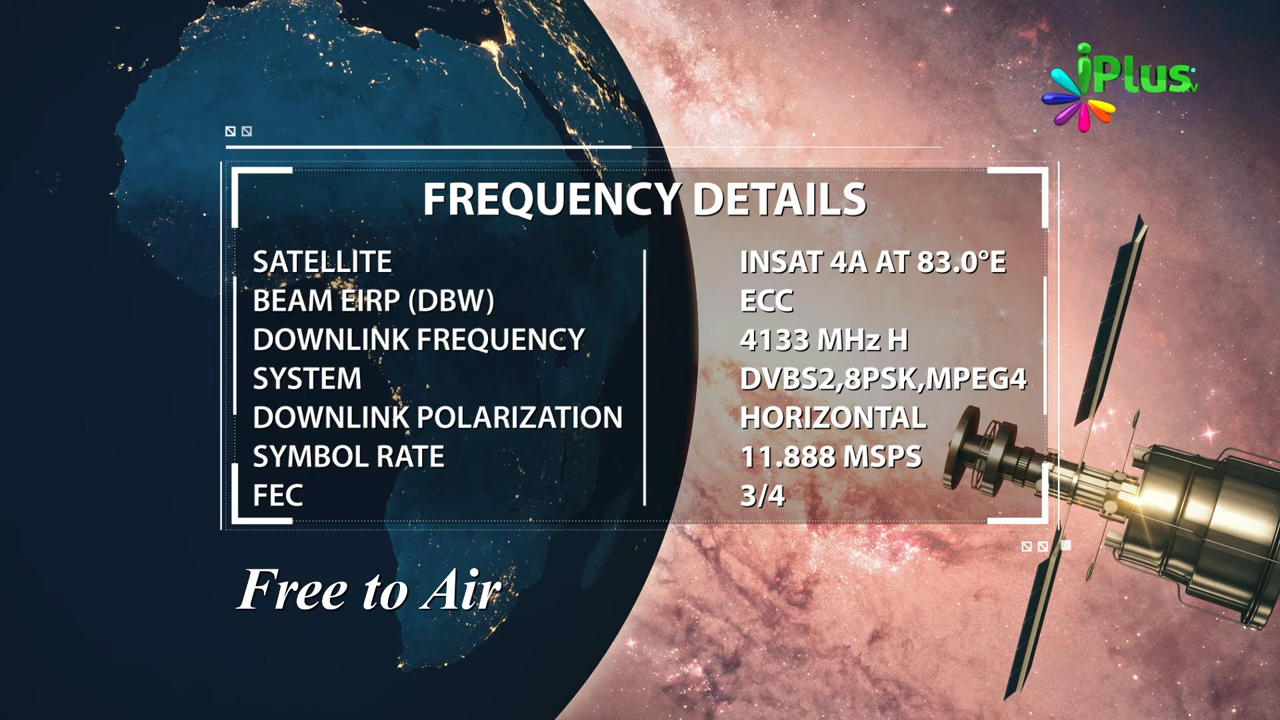 iPlus tv
FREQUENCY DETAILS
SATELLITE INSAT 4A AT 83.0°E
BEAM EIRP (DBW) ECC
DOWNLINK FREQUENCY 4133 MHz H
SYSTEM DVBS2,8PSK,MPEG4
DOWNLINK POLARIZATION HORIZONTAL
SYMBOL RATE 11.888 MSPS
FEC 3/4
Free to Air